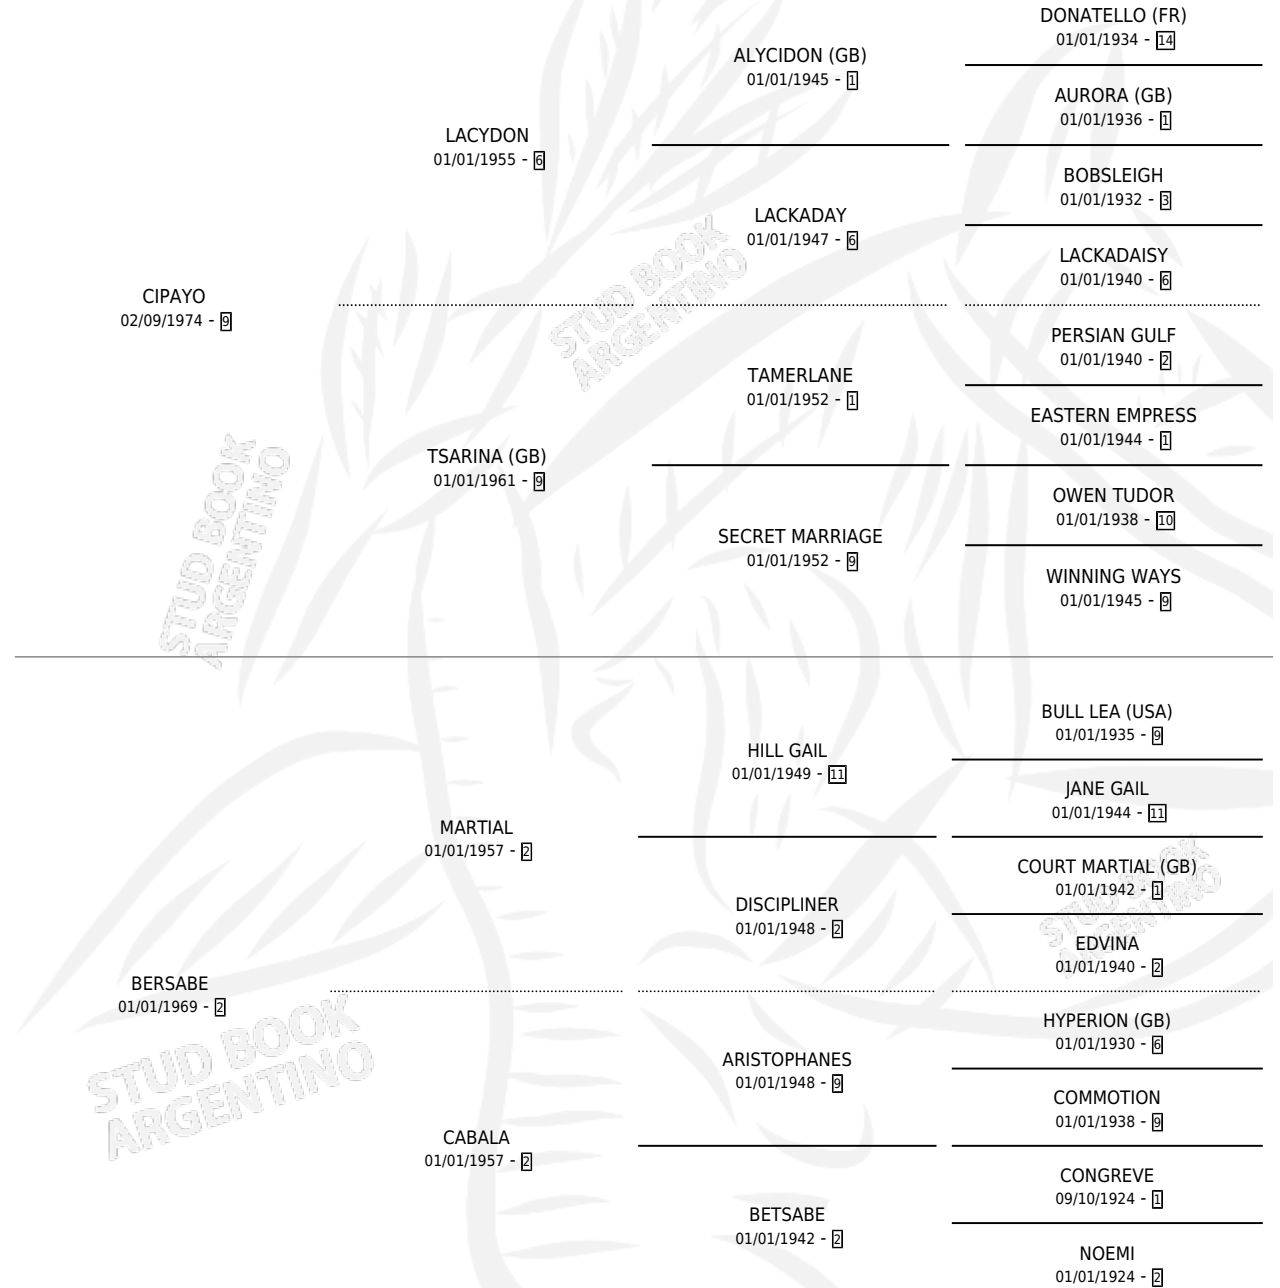 DONATELLO (FR)
01/01/1934 - 14
ALYCIDON (GB)
01/01/1945 - 1
AURORA (GB)
01/01/1936 - 1
LACYDON
01/01/1955 - 6
BOBSLEIGH
01/01/1932 - 3
LACKADAY
01/01/1947 - 6
LACKADAISY
01/01/1940 - 6
CIPAYO
02/09/1974 - 9
PERSIAN GULF
01/01/1940 - 2
TAMERLANE
01/01/1952 - 1
EASTERN EMPRESS
01/01/1944 - 1
TSARINA (GB)
01/01/1961 - 9
OWEN TUDOR
01/01/1938 - 10
SECRET MARRIAGE
01/01/1952 - 9
WINNING WAYS
01/01/1945 - 9
STUD BOOK
ARGENTINO
STUD BOOK
ARGENTINO
BULL LEA (USA)
01/01/1935 - 9
HILL GAIL
01/01/1949 - 11
JANE GAIL
01/01/1944 - 11
MARTIAL
01/01/1957 - 2
COURT MARTIAL (GB)
01/01/1942 - 1
DISCIPLINER
01/01/1948 - 2
EDVINA
01/01/1940 - 2
BERSABE
01/01/1969 - 2
HYPERION (GB)
01/01/1930 - 6
ARISTOPHANES
01/01/1948 - 9
COMMOTION
01/01/1938 - 9
CABALA
01/01/1957 - 2
CONGREVE
09/10/1924 - 1
BETSABE
01/01/1942 - 2
NOEMI
01/01/1924 - 2
STUD BOOK
ARGENTINO
STUD BOOK
ARGENTINO